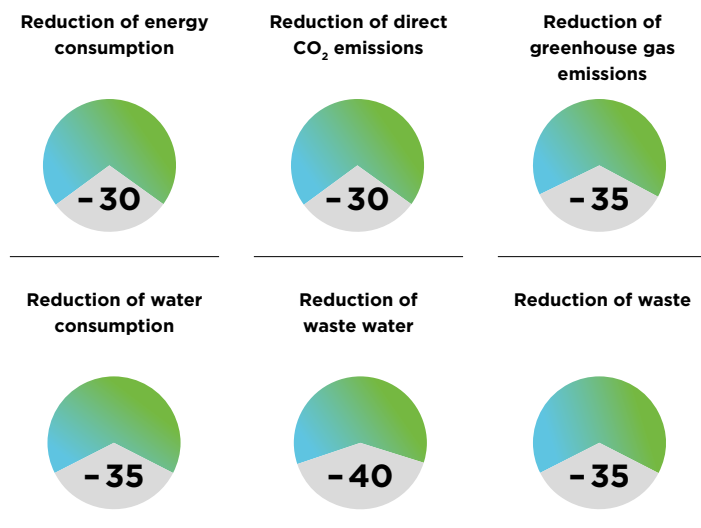 Reduction of energy
consumption
Reduction of direct
CO₂ emissions
Reduction of
greenhouse gas
emissions
– 30
– 30
– 35
Reduction of water
consumption
Reduction of
waste water
Reduction of waste
– 35
– 40
– 35